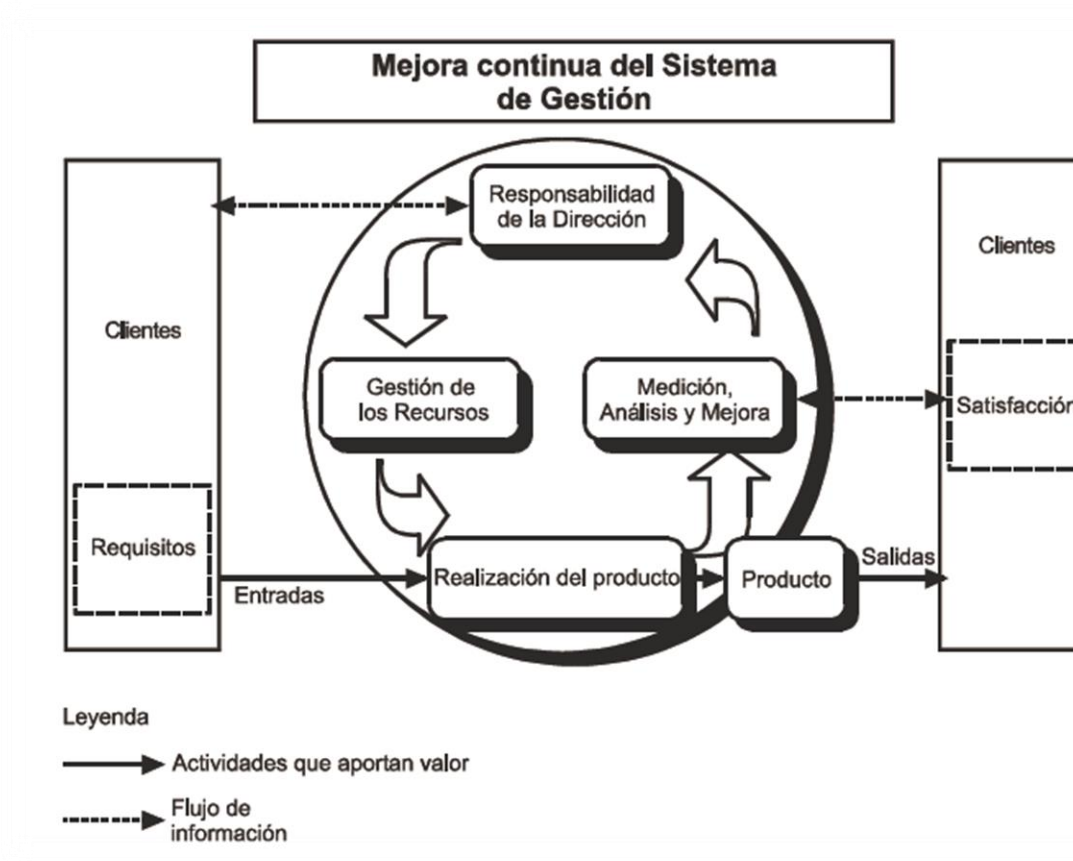 Mejora continua del Sistema
de Gestión
Responsabilidad
de la Dirección
Clientes
Clientes
Gestión de
los Recursos
Medición,
Análisis y Mejora
Satisfacción
Requisitos
Entradas
Realización del producto
Producto
Salidas
Leyenda
Actividades que aportan valor
Flujo de
información